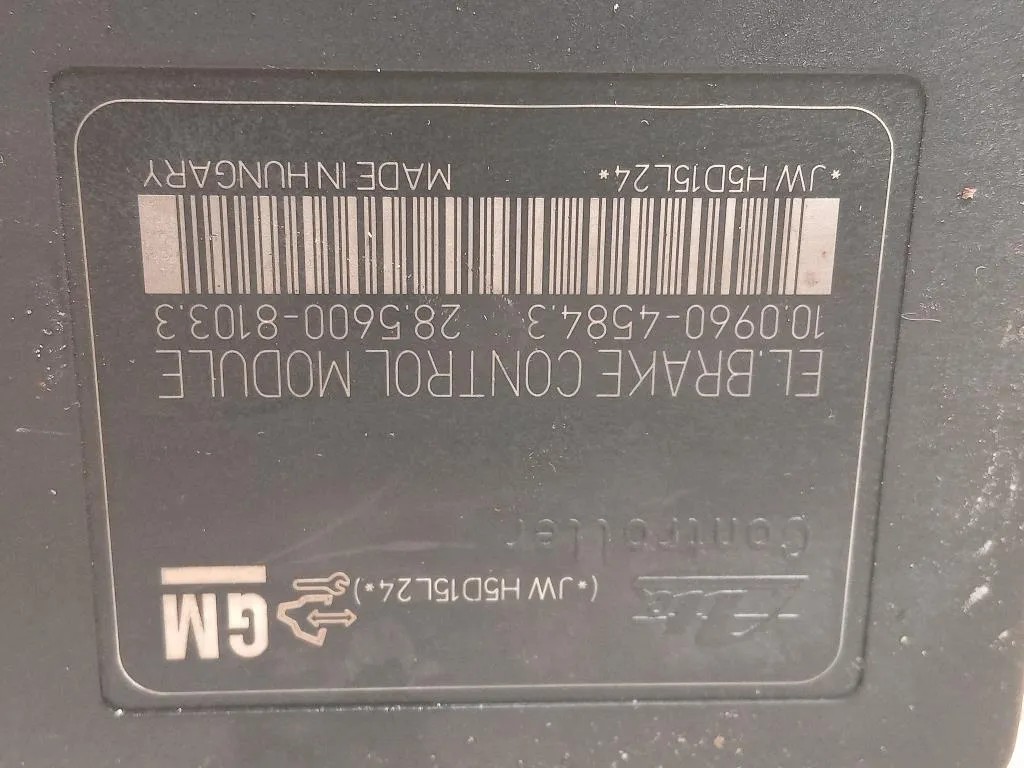 GM
(*JW H5D15L24*)
Controller
EL.BRAKE CONTROL MODULE
10.0960-4584.3 28.5600-8103.3
*JW H5D15L24* MADE IN HUNGARY